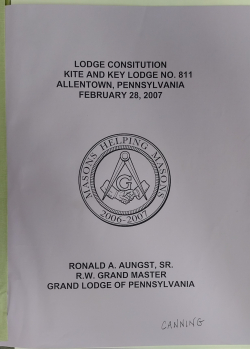 LODGE CONSITUTION
KITE AND KEY LODGE NO. 811
ALLENTOWN, PENNSYLVANIA
FEBRUARY 28, 2007
MASONS HELPING MASONS
G
2006-2007
RONALD A. AUNGST, SR.
R.W. GRAND MASTER
GRAND LODGE OF PENNSYLVANIA
CANNING